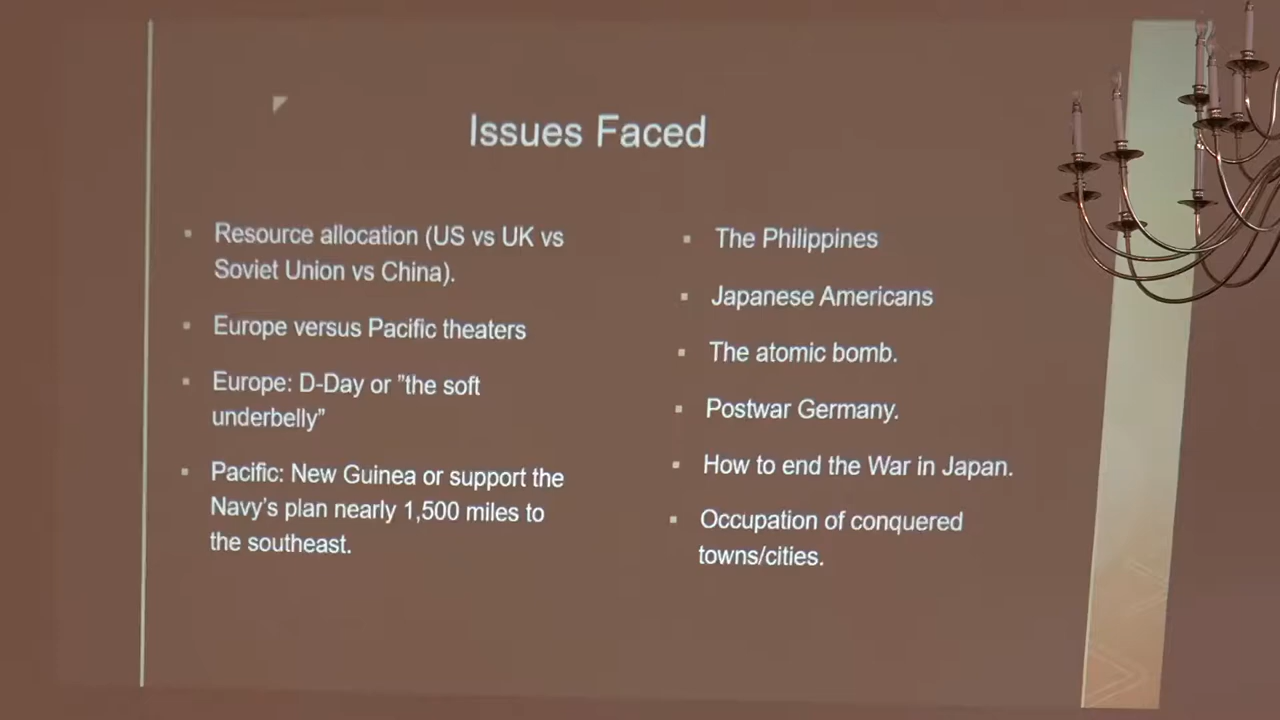 Issues Faced
Resource allocation (US vs UK vs
Soviet Union vs China).
Europe versus Pacific theaters
Europe: D-Day or ”the soft
underbelly”
Pacific: New Guinea or support the
Navy’s plan nearly 1,500 miles to
the southeast.
The Philippines
Japanese Americans
The atomic bomb.
Postwar Germany.
How to end the War in Japan.
Occupation of conquered
towns/cities.